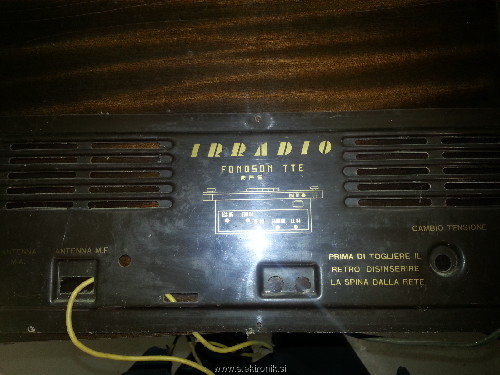 IRRADIO
FONOSON TTE
CAMBIO TENSIONE
ANTENNA
ANTENNA M.F.
PRIMA DI TOGLIERE IL
RETRO DISINSERIRE
LA SPINA DALLA RETE
www.elektronik.si